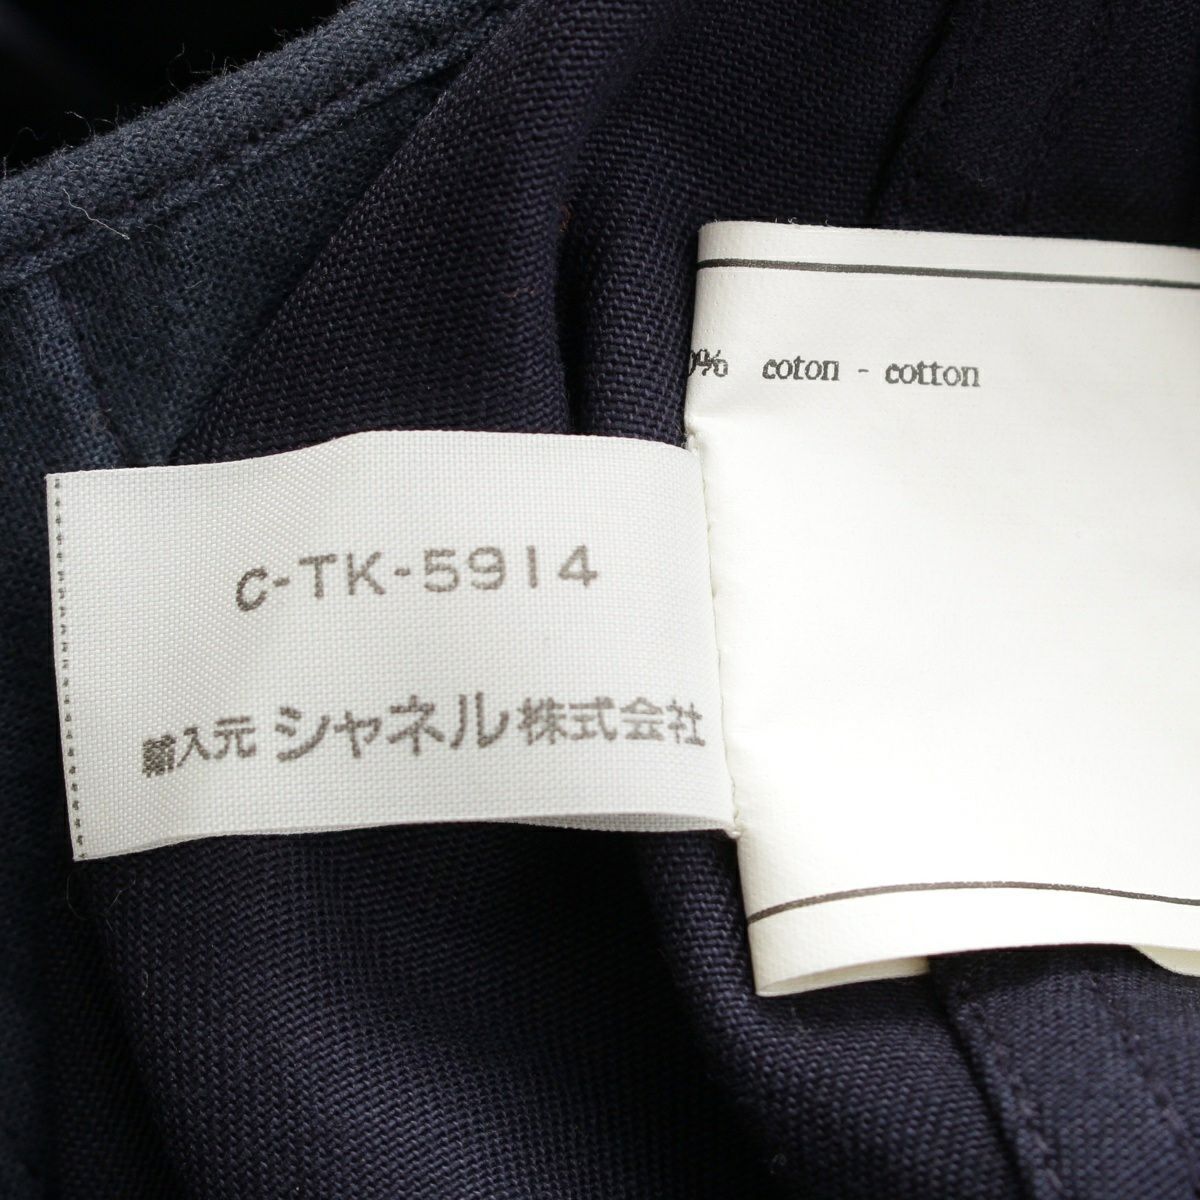 % coton - cotton
C-TK-5914
輸入元 シャネル株式会社